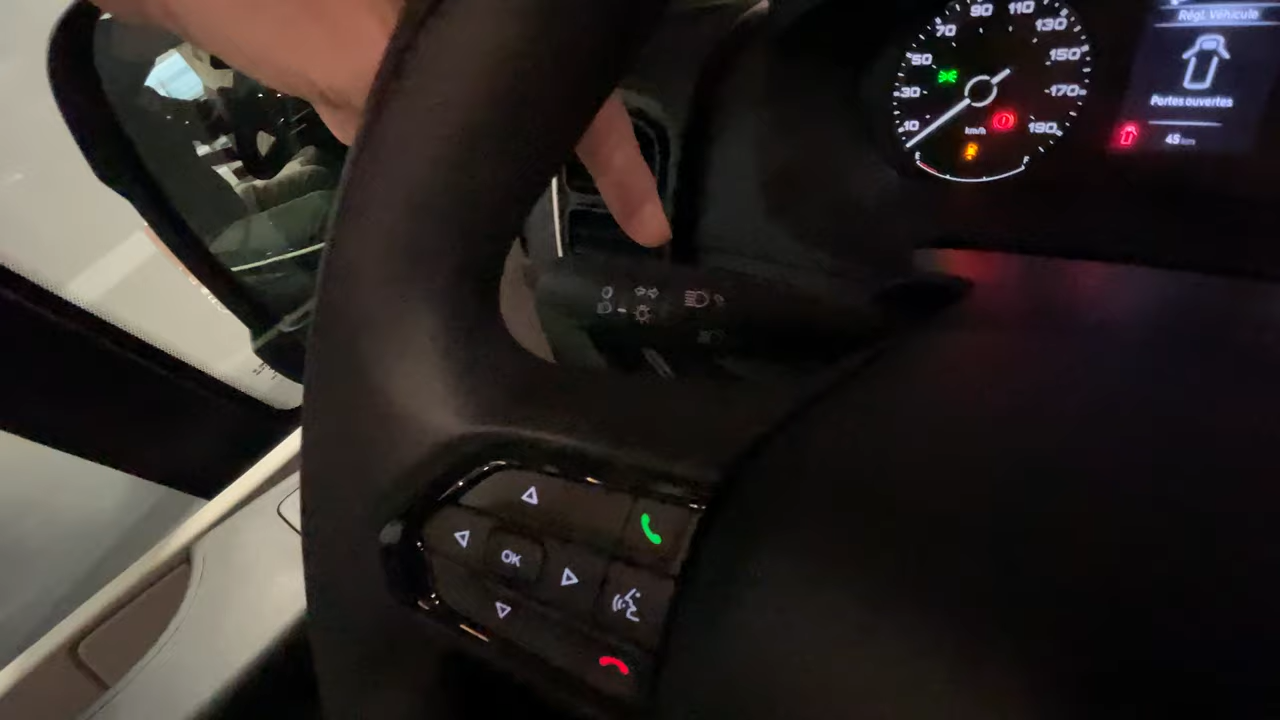 90 110
70 130
50 150
30 170
10 190
km/h
E F
Régl. Véhicule
Portes ouvertes
45 km
OK